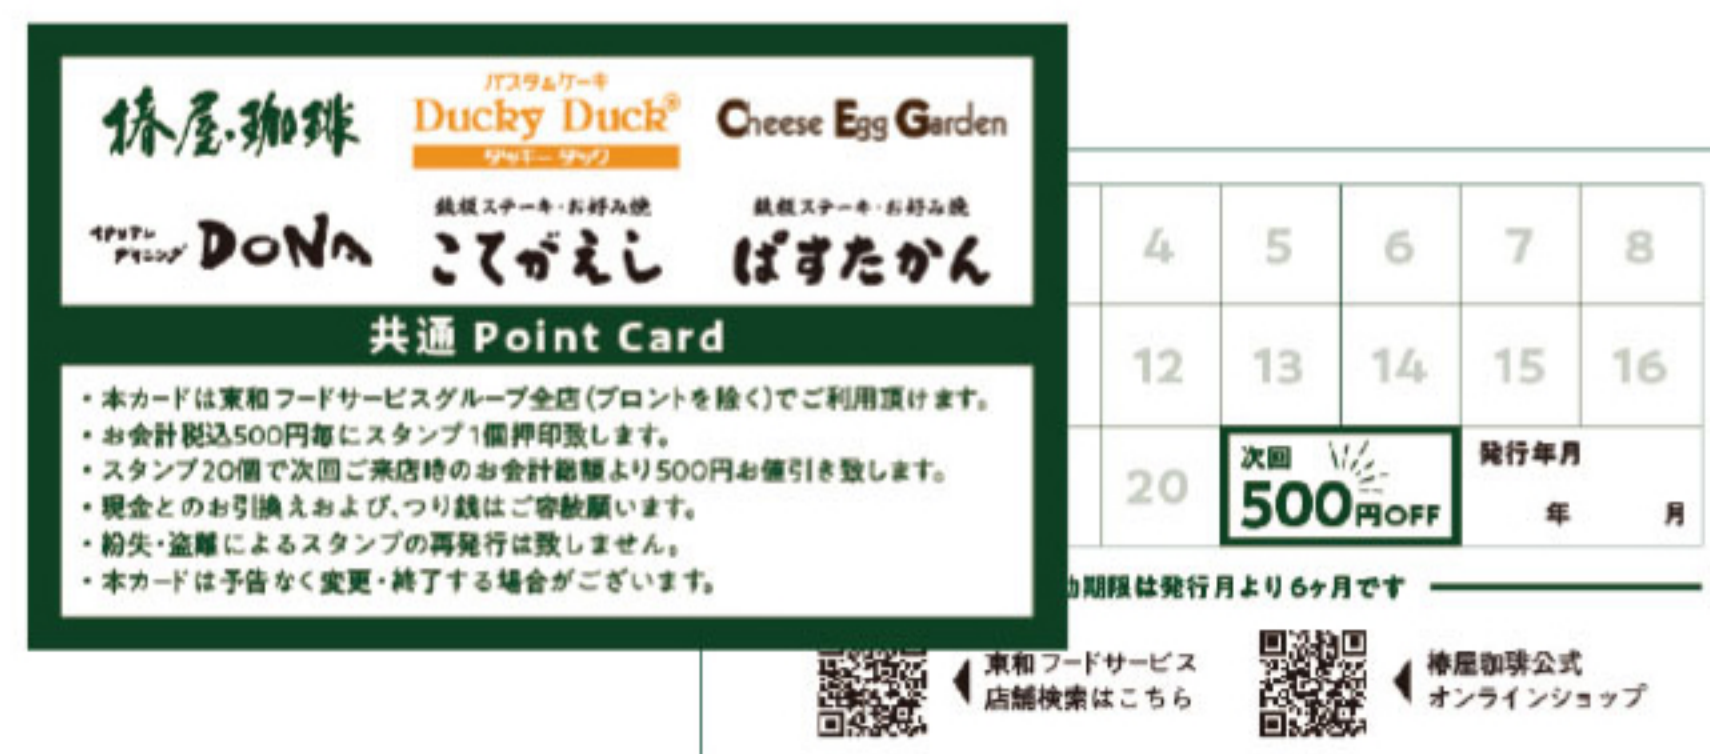 椿屋珈琲
パスタ&ケーキ
Ducky Duck®
ダッキーダック
Cheese Egg Garden
イタリアン
ダイニング DONA
鉄板ステーキ・お好み焼
こてがえし
鉄板ステーキ・お好み焼
ぱすたかん
共通 Point Card
・本カードは東和フードサービスグループ全店(プロントを除く)でご利用頂けます。
・お会計税込500円毎にスタンプ1個押印致します。
・スタンプ20個で次回ご来店時のお会計総額より500円お値引き致します。
・現金とのお引換えおよび、つり銭はご容赦願います。
・紛失・盗難によるスタンプの再発行は致しません。
・本カードは予告なく変更・終了する場合がございます。
4 5 6 7 8
12 13 14 15 16
20
次回
500円OFF
発行年月
年 月
効期限は発行月より6ヶ月です
東和フードサービス
店舗検索はこちら
椿屋珈琲公式
オンラインショップ